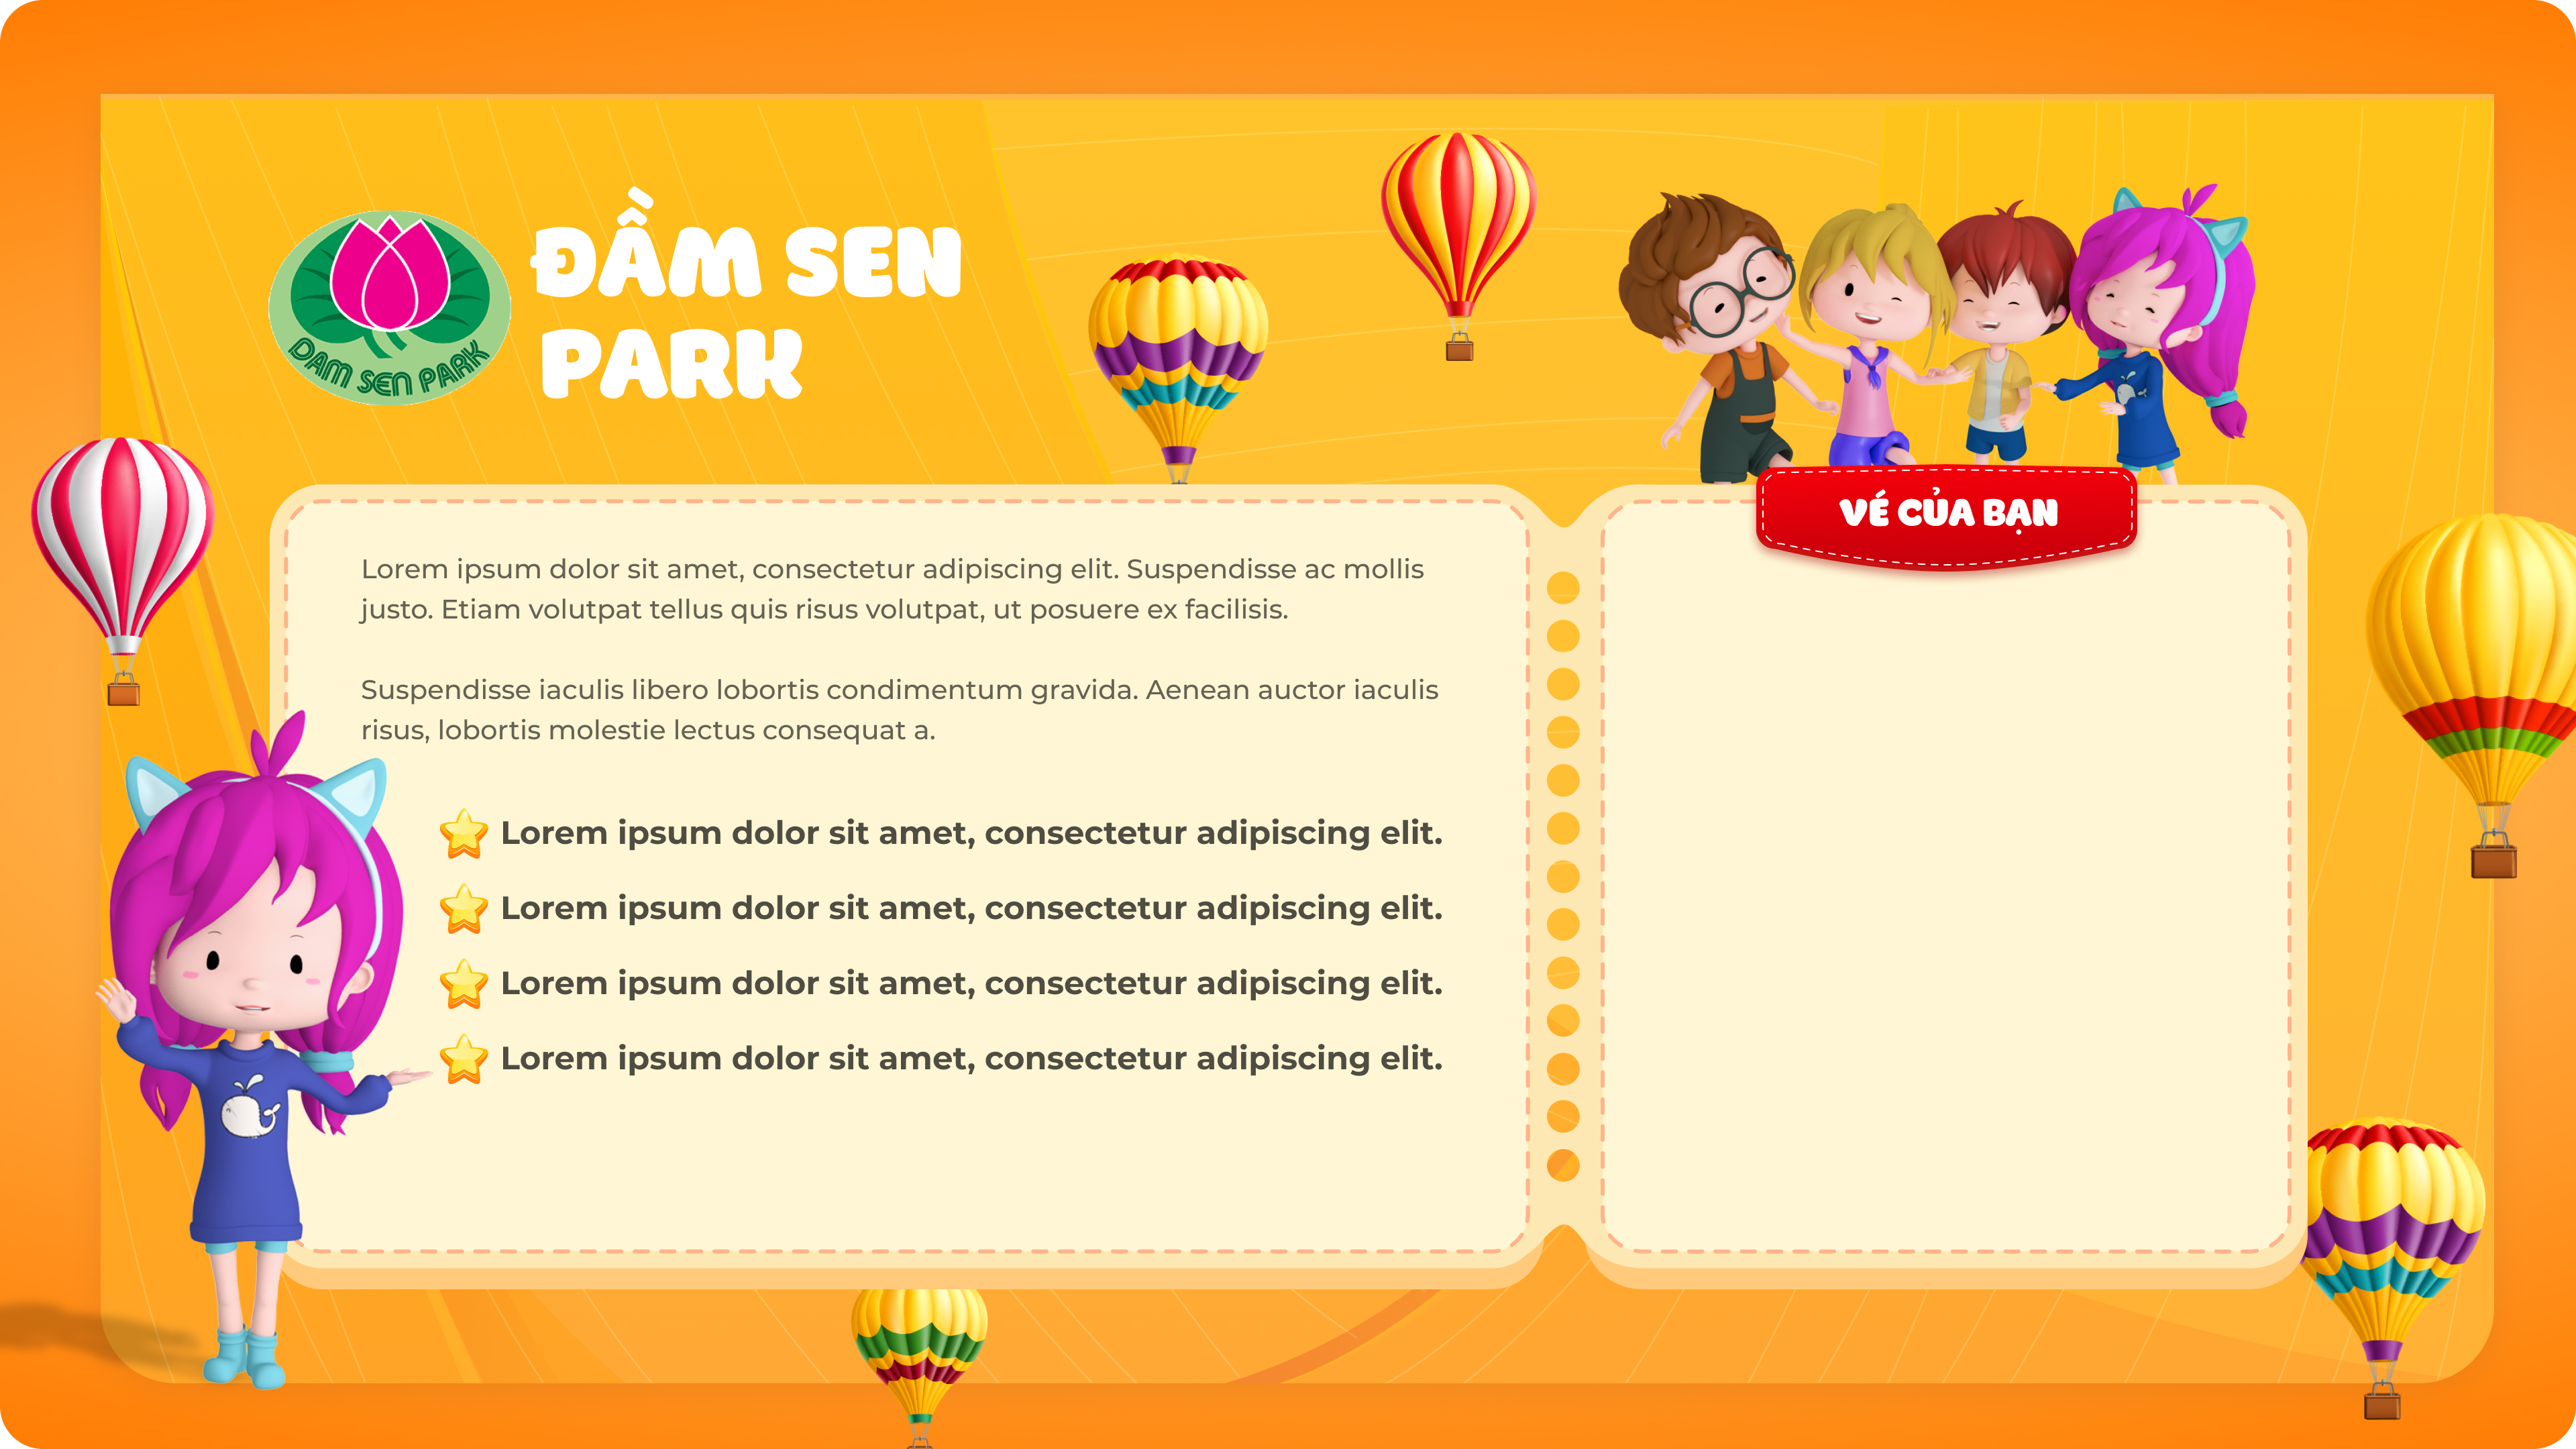 DAM SEN PARK
ĐẦM SEN
PARK
VÉ CỦA BẠN
Lorem ipsum dolor sit amet, consectetur adipiscing elit. Suspendisse ac mollis
justo. Etiam volutpat tellus quis risus volutpat, ut posuere ex facilisis.
Suspendisse iaculis libero lobortis condimentum gravida. Aenean auctor iaculis
risus, lobortis molestie lectus consequat a.
Lorem ipsum dolor sit amet, consectetur adipiscing elit.
Lorem ipsum dolor sit amet, consectetur adipiscing elit.
Lorem ipsum dolor sit amet, consectetur adipiscing elit.
Lorem ipsum dolor sit amet, consectetur adipiscing elit.